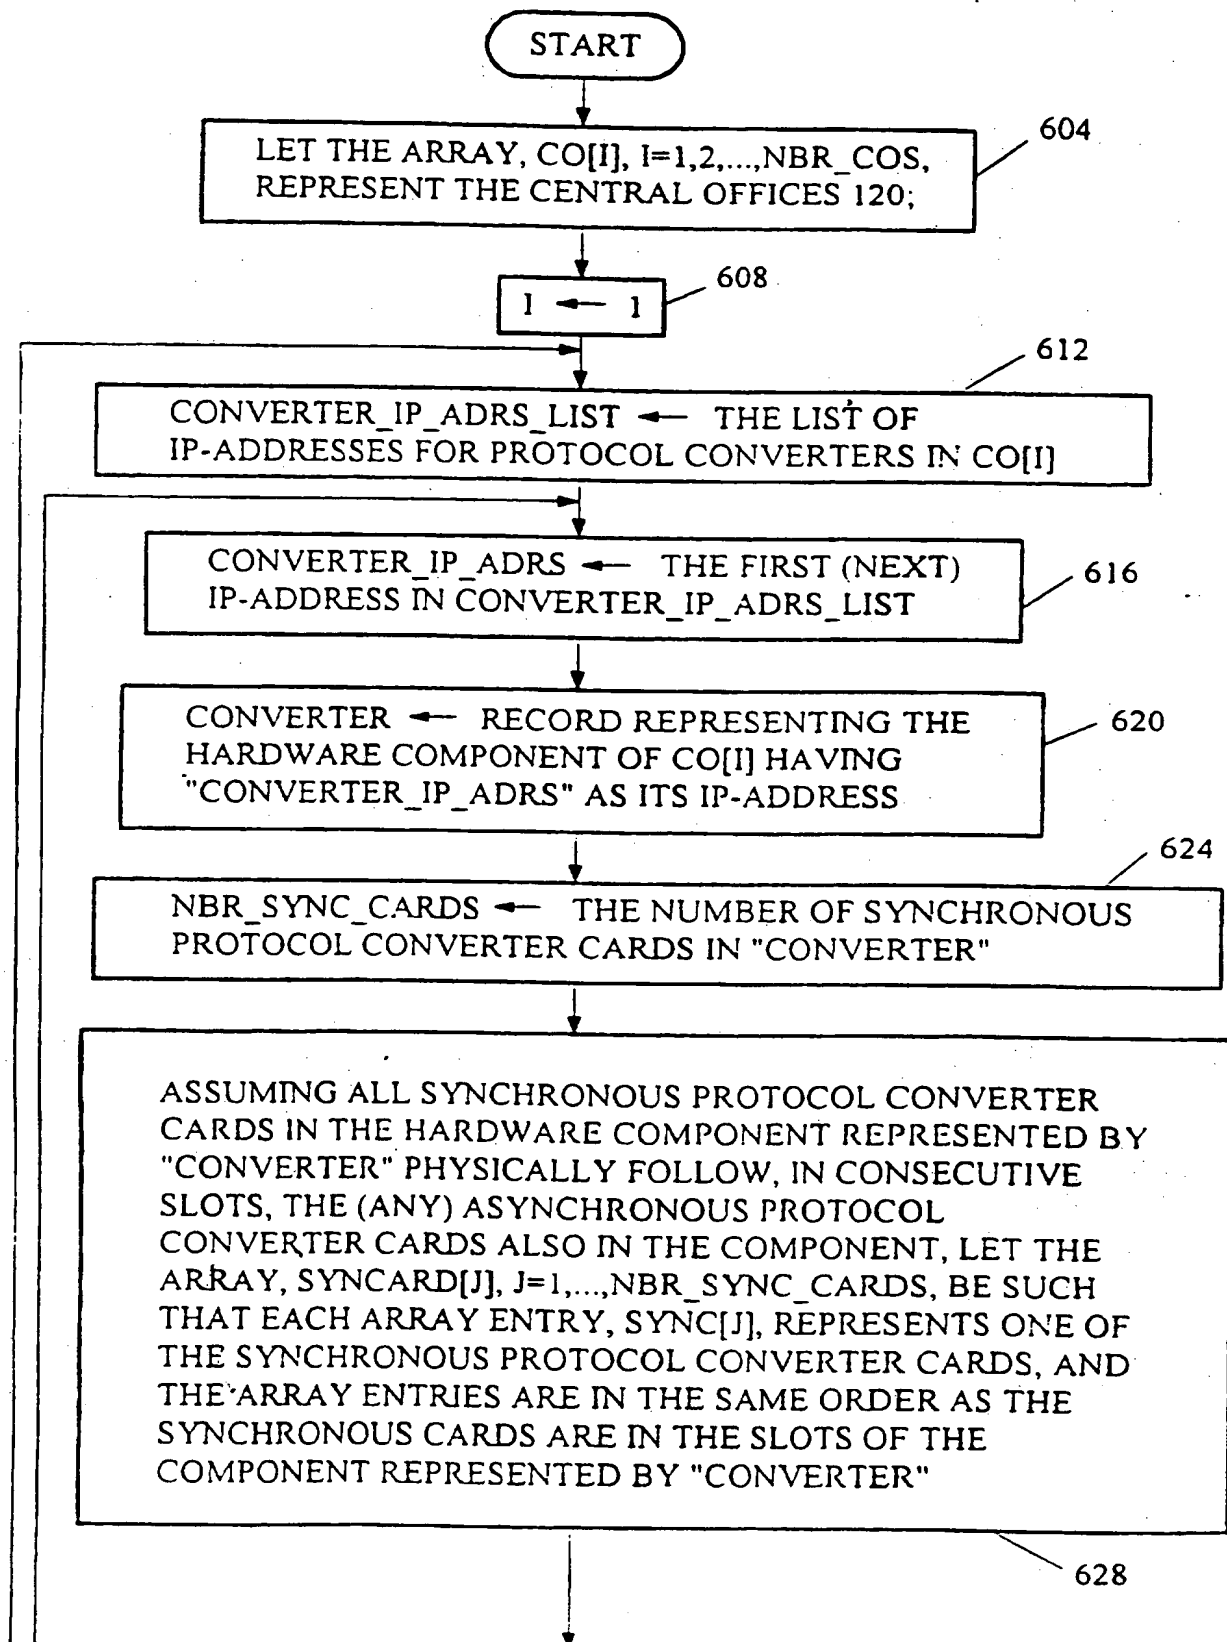 START
604
LET THE ARRAY, CO[I], I=1,2,...,NBR_COS,
REPRESENT THE CENTRAL OFFICES 120;
608
I ← 1
612
CONVERTER_IP_ADRS_LIST ← THE LIST OF
IP-ADDRESSES FOR PROTOCOL CONVERTERS IN CO[I]
CONVERTER_IP_ADRS ← THE FIRST (NEXT)
IP-ADDRESS IN CONVERTER_IP_ADRS_LIST
616
CONVERTER ← RECORD REPRESENTING THE
HARDWARE COMPONENT OF CO[I] HAVING
"CONVERTER_IP_ADRS" AS ITS IP-ADDRESS
620
624
NBR_SYNC_CARDS ← THE NUMBER OF SYNCHRONOUS
PROTOCOL CONVERTER CARDS IN "CONVERTER"
ASSUMING ALL SYNCHRONOUS PROTOCOL CONVERTER
CARDS IN THE HARDWARE COMPONENT REPRESENTED BY
"CONVERTER" PHYSICALLY FOLLOW, IN CONSECUTIVE
SLOTS, THE (ANY) ASYNCHRONOUS PROTOCOL
CONVERTER CARDS ALSO IN THE COMPONENT, LET THE
ARRAY, SYNCARD[J], J=1,...,NBR_SYNC_CARDS, BE SUCH
THAT EACH ARRAY ENTRY, SYNC[J], REPRESENTS ONE OF
THE SYNCHRONOUS PROTOCOL CONVERTER CARDS, AND
THE ARRAY ENTRIES ARE IN THE SAME ORDER AS THE
SYNCHRONOUS CARDS ARE IN THE SLOTS OF THE
COMPONENT REPRESENTED BY "CONVERTER"
628